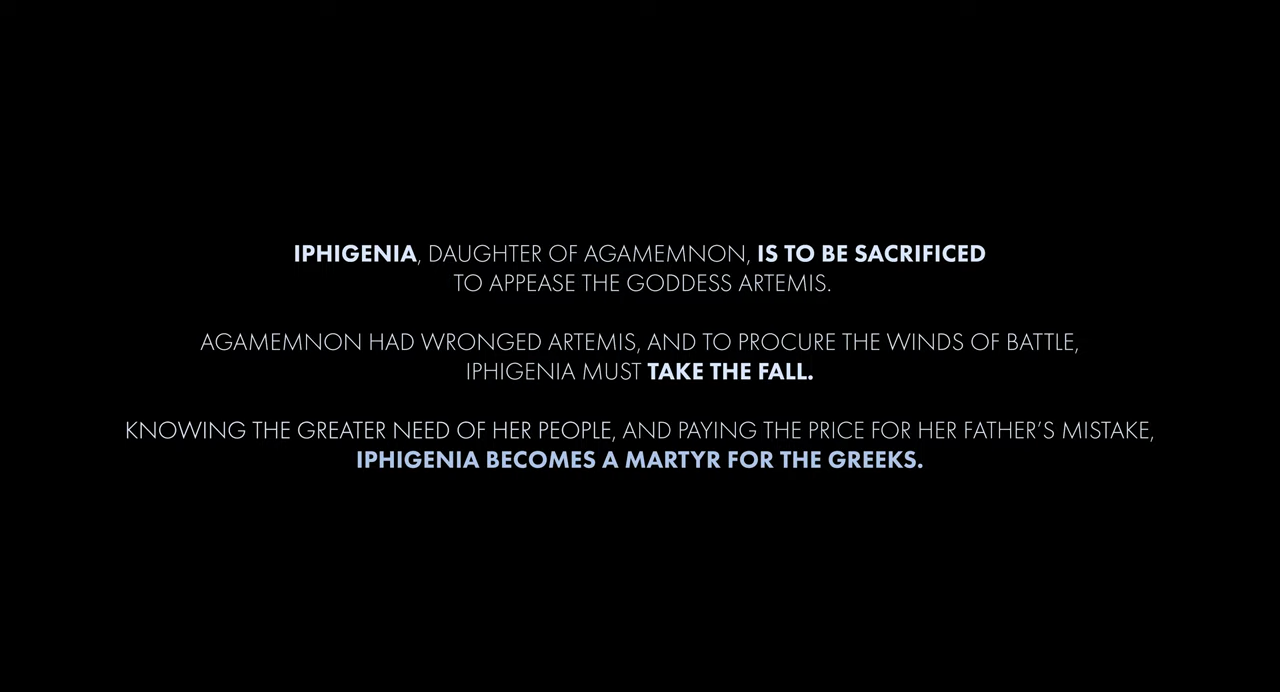 IPHIGENIA, DAUGHTER OF AGAMEMNON, IS TO BE SACRIFICED
TO APPEASE THE GODDESS ARTEMIS.
AGAMEMNON HAD WRONGED ARTEMIS, AND TO PROCURE THE WINDS OF BATTLE,
IPHIGENIA MUST TAKE THE FALL.
KNOWING THE GREATER NEED OF HER PEOPLE, AND PAYING THE PRICE FOR HER FATHER’S MISTAKE,
IPHIGENIA BECOMES A MARTYR FOR THE GREEKS.